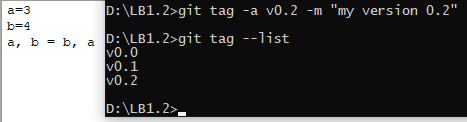 a=3
b=4
a, b = b, a
D:\LB1.2>git tag -a v0.2 -m "my version 0.2"
D:\LB1.2>git tag --list
v0.0
v0.1
v0.2
D:\LB1.2>_